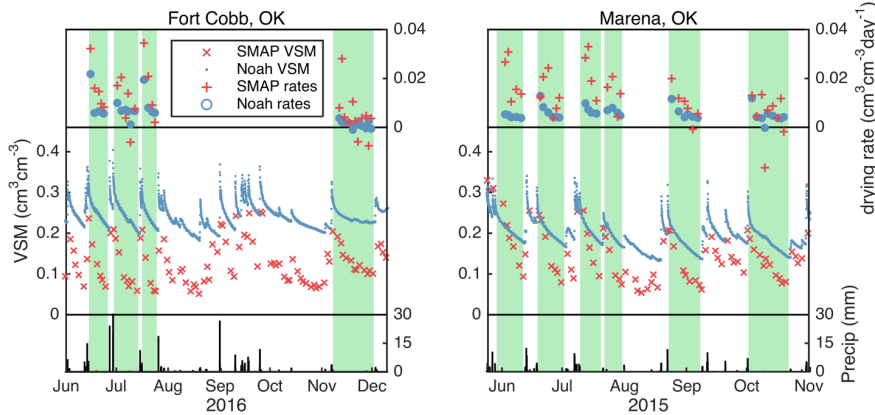 Fort Cobb, OK
Marena, OK
SMAP VSM
Noah VSM
SMAP rates
Noah rates
0.04
0.02
0
0.04
0.02
0
drying rate (cm³cm⁻³day⁻¹)
VSM (cm³cm⁻³)
0.4
0.3
0.2
0.1
0
0.4
0.3
0.2
0.1
0
30
15
0
30
15
0
Precip (mm)
Jun Jul Aug Sep Oct Nov Dec
2016
Jun Jul Aug Sep Oct Nov
2015